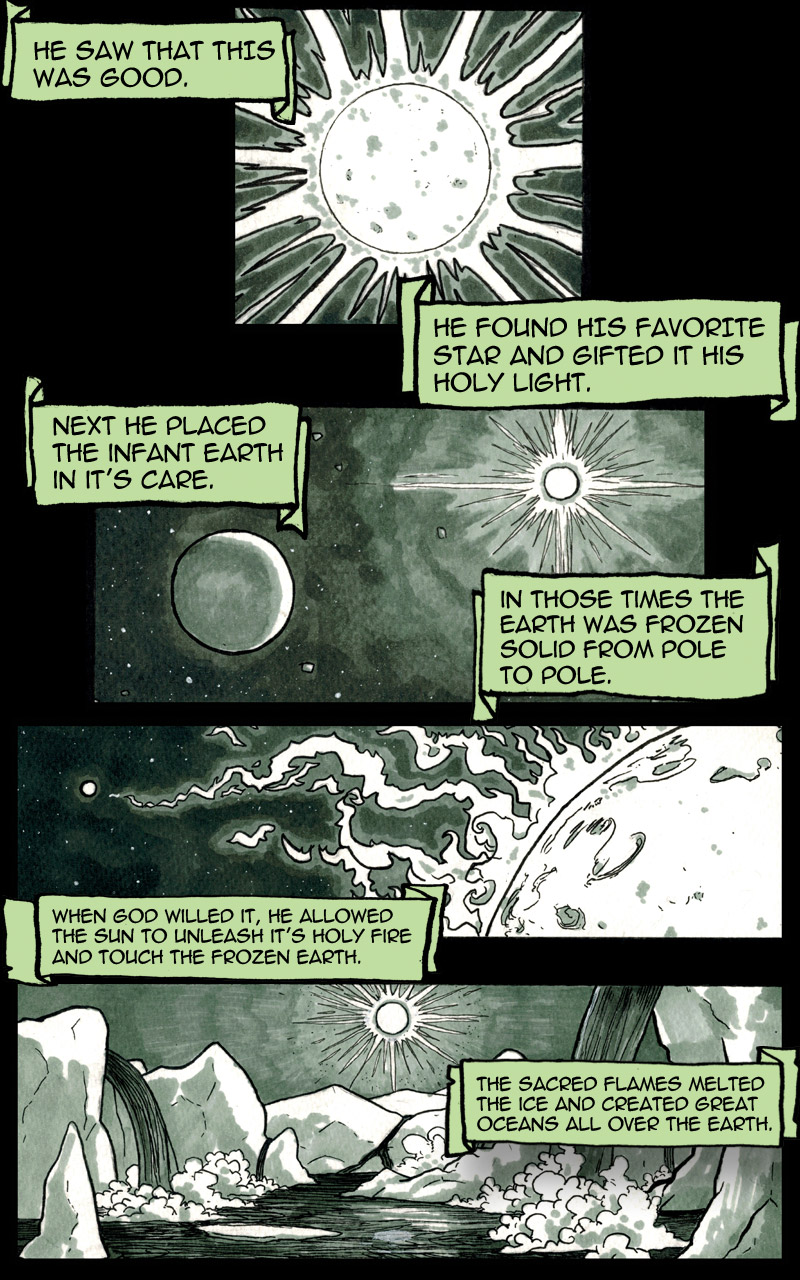 HE SAW THAT THIS
WAS GOOD.
HE FOUND HIS FAVORITE
STAR AND GIFTED IT HIS
HOLY LIGHT.
NEXT HE PLACED
THE INFANT EARTH
IN IT'S CARE.
IN THOSE TIMES THE
EARTH WAS FROZEN
SOLID FROM POLE
TO POLE.
WHEN GOD WILLED IT, HE ALLOWED
THE SUN TO UNLEASH IT'S HOLY FIRE
AND TOUCH THE FROZEN EARTH.
THE SACRED FLAMES MELTED
THE ICE AND CREATED GREAT
OCEANS ALL OVER THE EARTH.